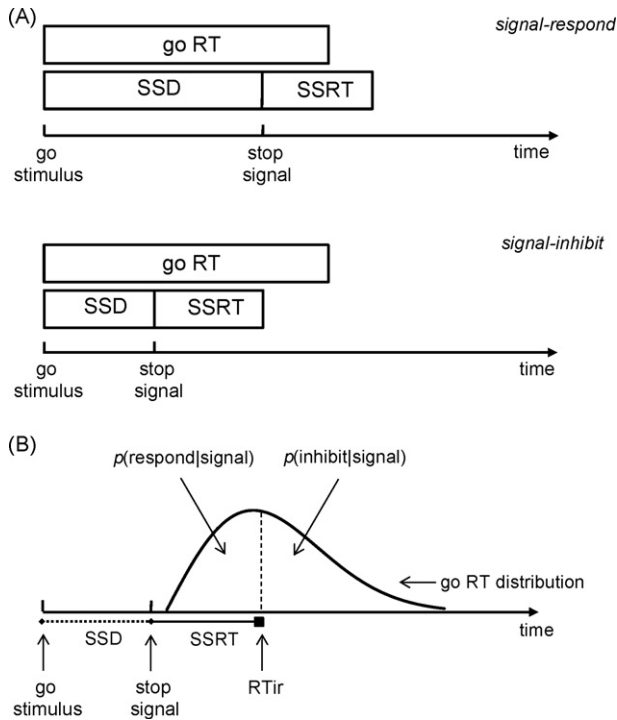 (A)
signal-respond
go RT
SSD
SSRT
go
stimulus
stop
signal
time
signal-inhibit
go RT
SSD
SSRT
go
stimulus
stop
signal
time
(B)
p(respond|signal)
p(inhibit|signal)
go RT distribution
time
SSD
SSRT
go
stimulus
stop
signal
RTir